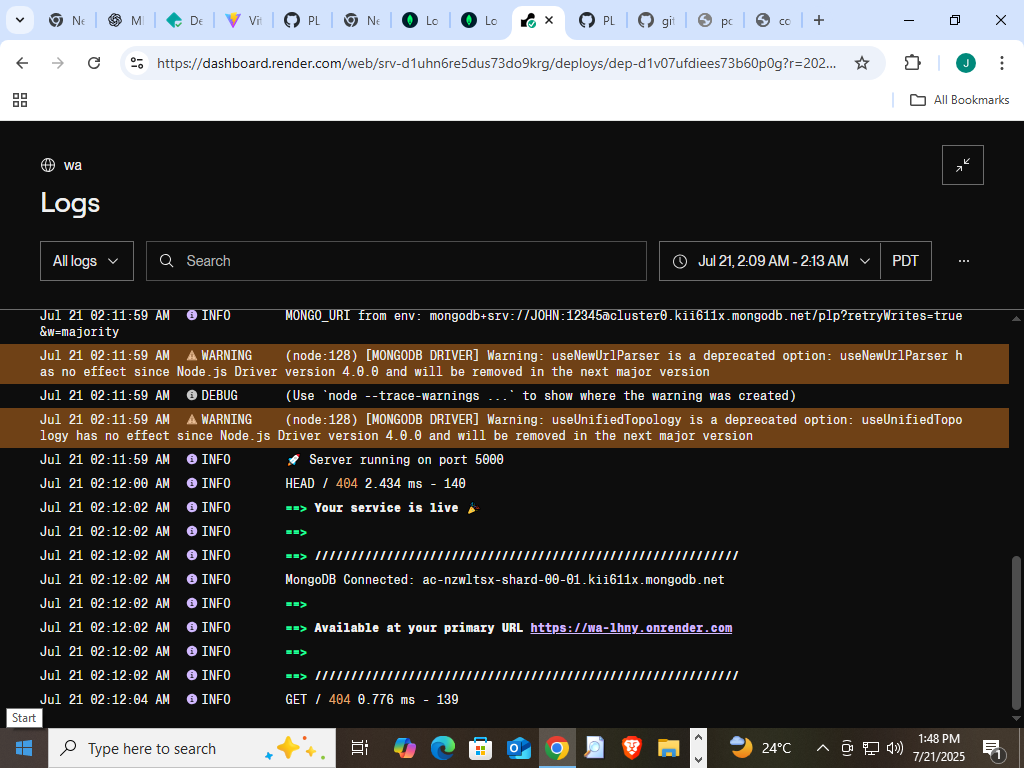 Ne
M
De
Vit
PL
Ne
Lo
Lo
PL
git
po
co
https://dashboard.render.com/web/srv-d1uhn6re5dus73do9krg/deploys/dep-d1v07ufdiees73b60p0g?r=202...
J
All Bookmarks
wa
Logs
All logs
Search
Jul 21, 2:09 AM - 2:13 AM
PDT
Jul 21 02:11:59 AM INFO MONGO_URI from env: mongodb+srv://JOHN:12345@cluster0.kii611x.mongodb.net/plp?retryWrites=true
&w=majority
Jul 21 02:11:59 AM WARNING (node:128) [MONGODB DRIVER] Warning: useNewUrlParser is a deprecated option: useNewUrlParser h
as no effect since Node.js Driver version 4.0.0 and will be removed in the next major version
Jul 21 02:11:59 AM DEBUG (Use `node --trace-warnings ...` to show where the warning was created)
Jul 21 02:11:59 AM WARNING (node:128) [MONGODB DRIVER] Warning: useUnifiedTopology is a deprecated option: useUnifiedTopo
logy has no effect since Node.js Driver version 4.0.0 and will be removed in the next major version
Jul 21 02:11:59 AM INFO 🚀 Server running on port 5000
Jul 21 02:12:00 AM INFO HEAD / 404 2.434 ms - 140
Jul 21 02:12:02 AM INFO ==> Your service is live 🎉
Jul 21 02:12:02 AM INFO ==>
Jul 21 02:12:02 AM INFO ==> ///////////////////////////////////////////////////////////
Jul 21 02:12:02 AM INFO MongoDB Connected: ac-nzwltsx-shard-00-01.kii611x.mongodb.net
Jul 21 02:12:02 AM INFO ==>
Jul 21 02:12:02 AM INFO ==> Available at your primary URL https://wa-lhny.onrender.com
Jul 21 02:12:02 AM INFO ==>
Jul 21 02:12:02 AM INFO ==> ///////////////////////////////////////////////////////////
Jul 21 02:12:04 AM INFO GET / 404 0.776 ms - 139
Start
Type here to search
24°C
1:48 PM
7/21/2025
1